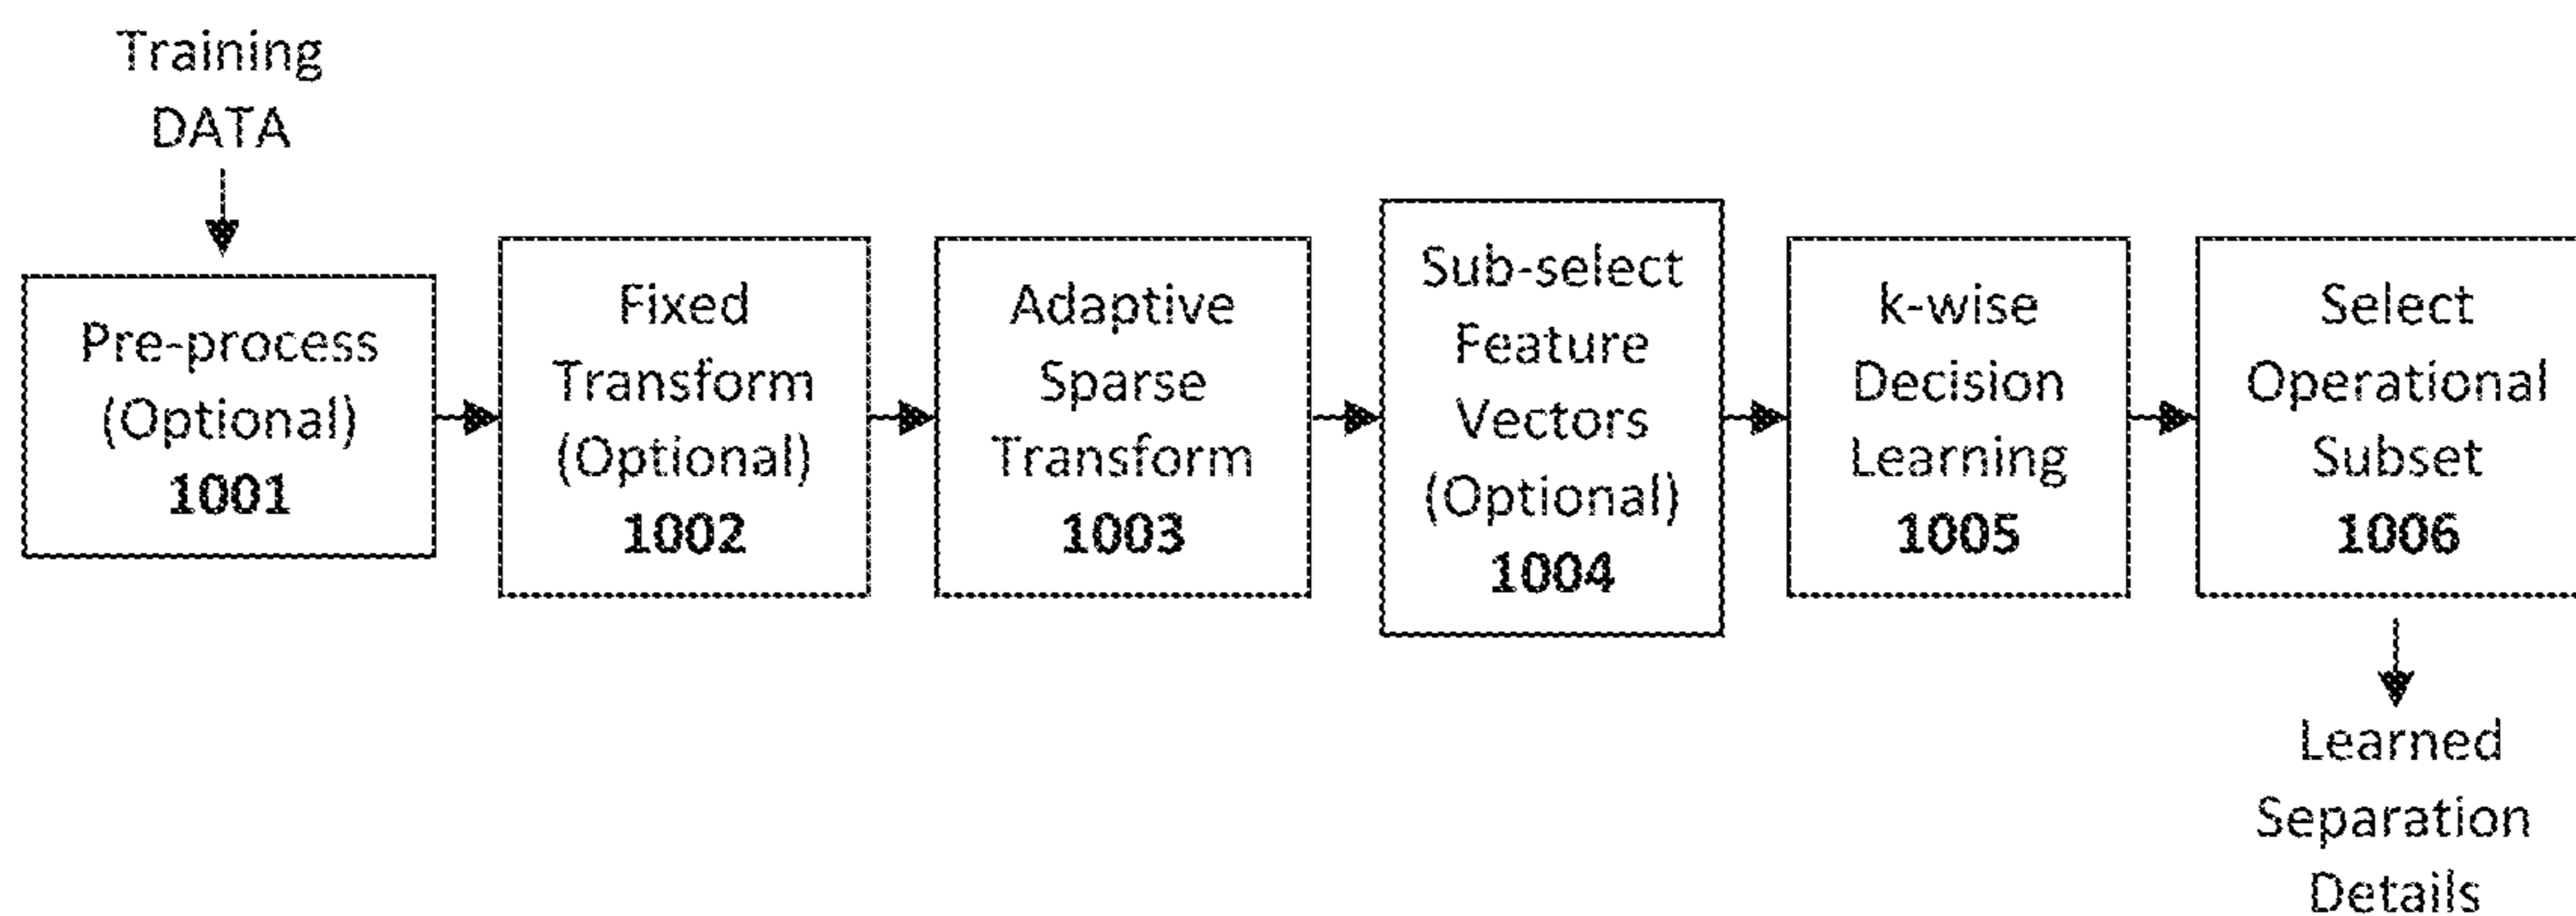 Training
DATA
Pre-process
(Optional)
1001
Fixed
Transform
(Optional)
1002
Adaptive
Sparse
Transform
1003
Sub-select
Feature
Vectors
(Optional)
1004
k-wise
Decision
Learning
1005
Select
Operational
Subset
1006
Learned
Separation
Details